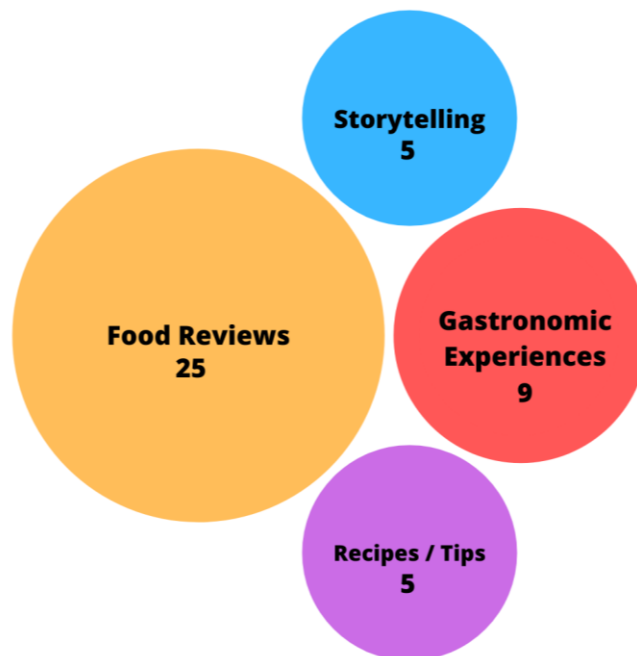 Storytelling
5
Food Reviews
25
Gastronomic
Experiences
9
Recipes / Tips
5